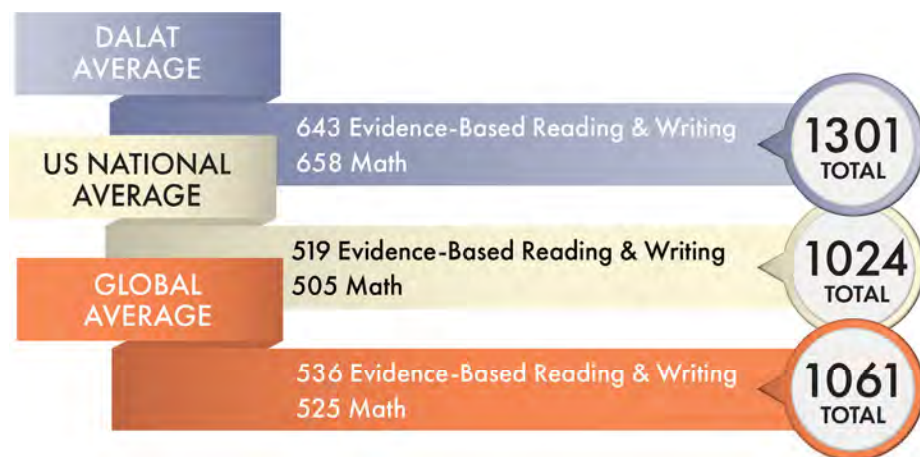 DALAT
AVERAGE
643 Evidence-Based Reading & Writing
658 Math
1301
TOTAL
US NATIONAL
AVERAGE
519 Evidence-Based Reading & Writing
505 Math
1024
TOTAL
GLOBAL
AVERAGE
536 Evidence-Based Reading & Writing
525 Math
1061
TOTAL